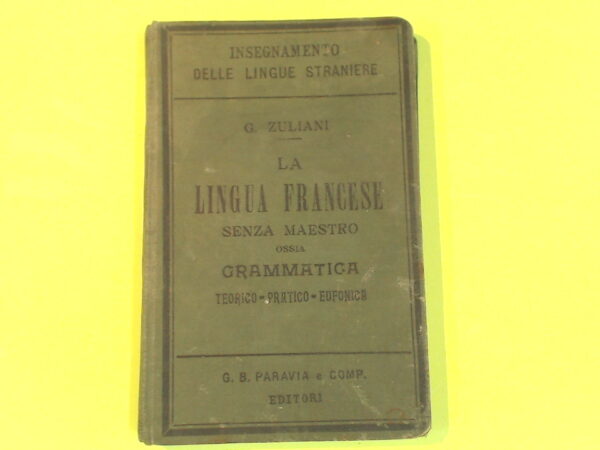 INSEGNAMENTO
DELLE LINGUE STRANIERE
G. ZULIANI
LA
LINGUA FRANCESE
SENZA MAESTRO
OSSIA
GRAMMATICA
TEORICO-PRATICO-EUFONICA
G. B. PARAVIA e COMP.
EDITORI